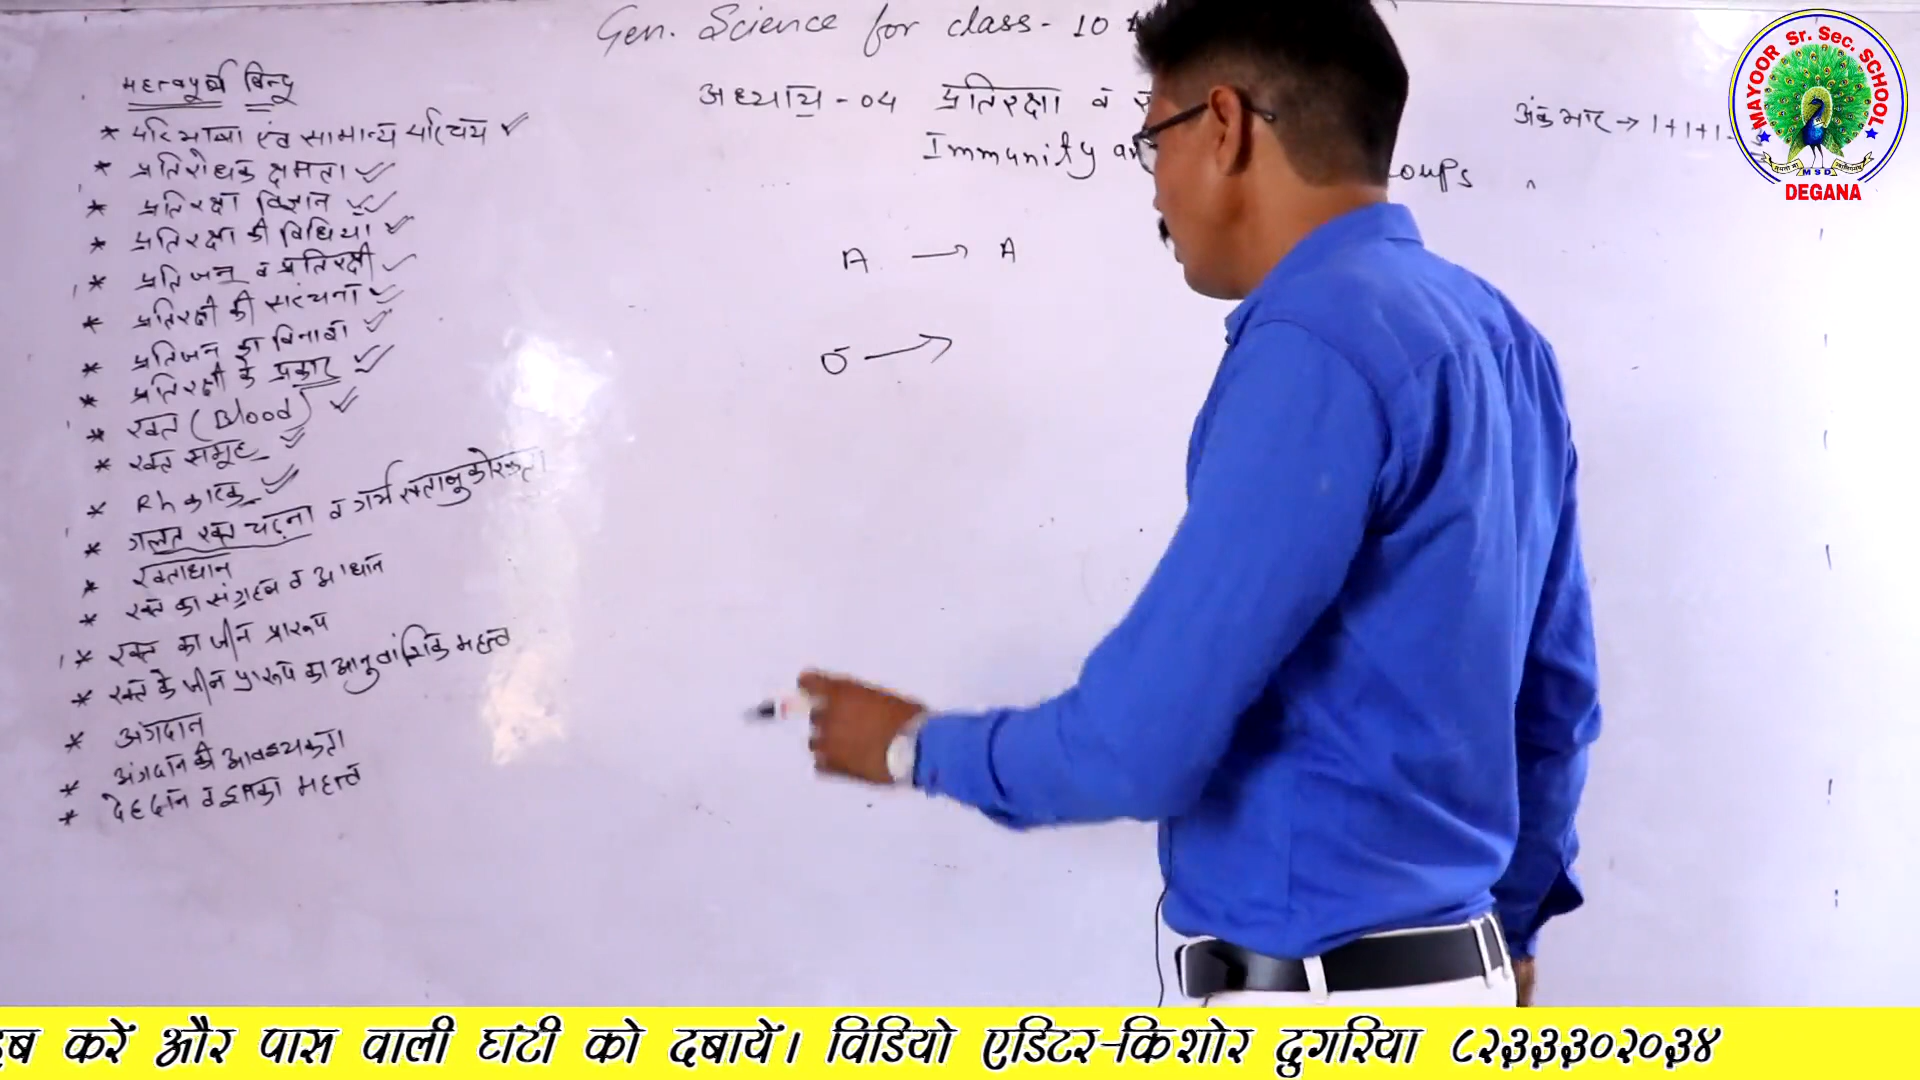 Gen. Science for class- 10
अध्याय - 04 प्रतिरक्षा व
Immunity an oups
अंक भार → 1+1+1
महत्वपूर्ण बिन्दु
* परिभाषा एंव सामान्य परिचय ✓
* प्रतिरोधक क्षमता ✓
* प्रतिरक्षा विज्ञान ✓
* प्रतिरक्षा की विधिया ✓
* प्रतिजन व प्रतिरक्षी ✓
* प्रतिरक्षी की संरचना ✓
* प्रतिजन का विनाश ✓
* प्रतिरक्षी के प्रकार ✓
* रक्त (Blood) ✓
* रक्त समूह ✓
* Rh कारक ✓
* गलत रक्त चढ़ना व गर्भ रक्ताणुकोरकता
* रक्ताधान
* रक्त का संग्रहण व आधान
* रक्त का जीन प्रारूप
* रक्त के जीन प्रारूप का आनुवांशिक महत्व
* अंगदान
* अंगदान की आवश्यकता
* देहदान व इसका महत्व
A → A
O →
MAYOOR Sr. Sec. SCHOOL
MSD
DEGANA
इब करें और पास वाली घंटी को दबायें। विडियो एडिटर-किशोर दुगरिया ८२३३३०२०३४